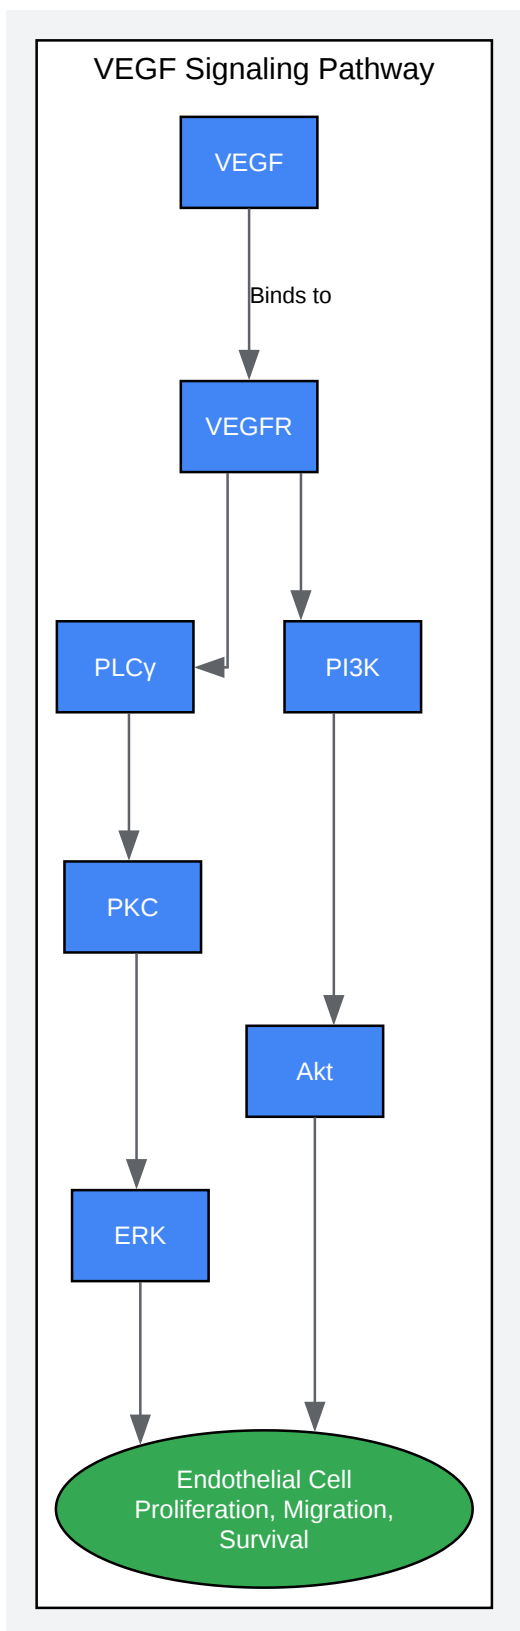 VEGF Signaling Pathway
VEGF
Binds to
VEGFR
PLCγ
PI3K
PKC
Akt
ERK
Endothelial Cell
Proliferation, Migration,
Survival